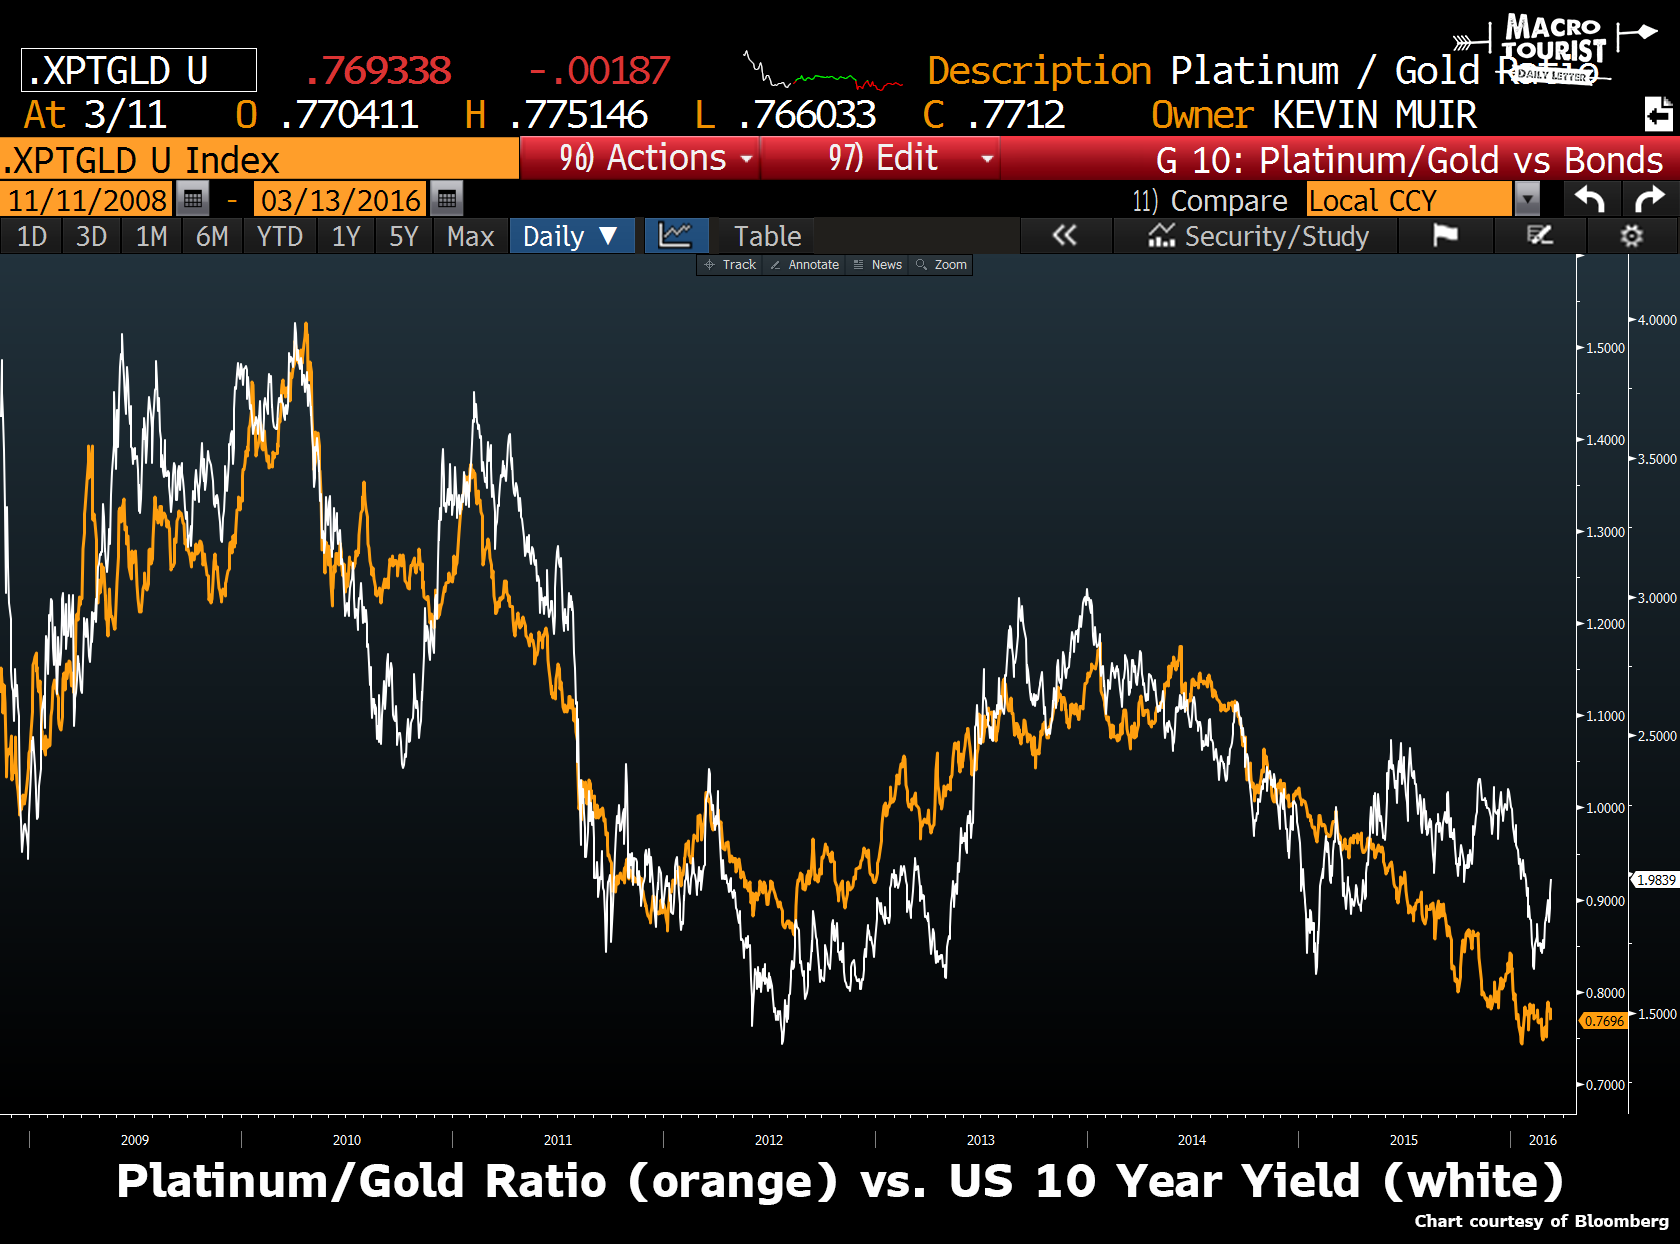 MACRO
TOURIST
DAILY LETTER
.XPTGLD U .769338 -.00187 Description Platinum / Gold Ratio
At 3/11 O .770411 H .775146 L .766033 C .7712 Owner KEVIN MUIR
.XPTGLD U Index 96) Actions 97) Edit G 10: Platinum/Gold vs Bonds
11/11/2008 - 03/13/2016 11) Compare Local CCY
1D 3D 1M 6M YTD 1Y 5Y Max Daily ▼ Table « Security/Study
Track Annotate News Zoom
4.0000
1.5000
1.4000
3.5000
1.3000
3.0000
1.2000
1.1000
2.5000
1.0000
1.9839
0.9000
0.8000
1.5000
0.7696
0.7000
2009 2010 2011 2012 2013 2014 2015 2016
Platinum/Gold Ratio (orange) vs. US 10 Year Yield (white)
Chart courtesy of Bloomberg